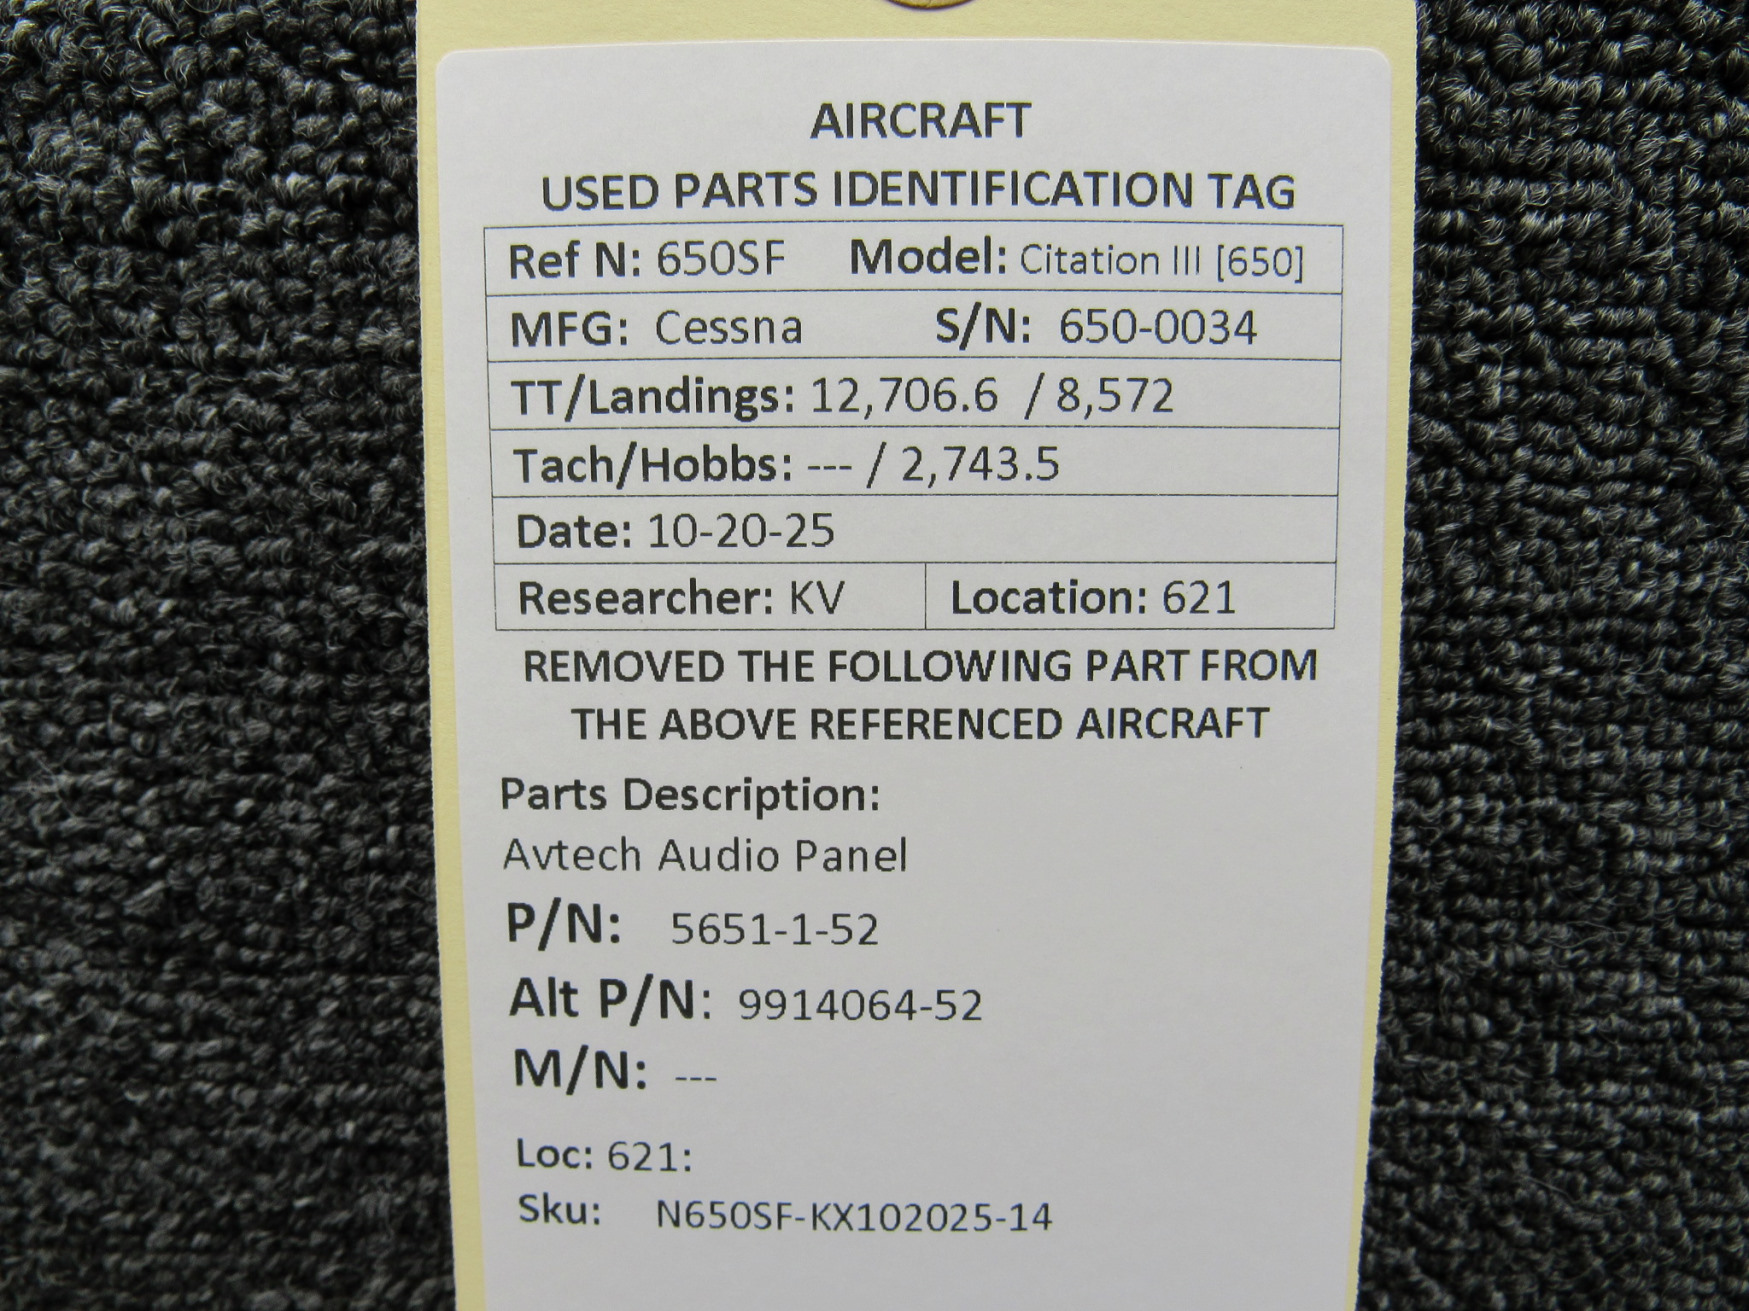 AIRCRAFT
USED PARTS IDENTIFICATION TAG
Ref N: 650SF Model: Citation III [650]
MFG: Cessna S/N: 650-0034
TT/Landings: 12,706.6 / 8,572
Tach/Hobbs: --- / 2,743.5
Date: 10-20-25
Researcher: KV Location: 621
REMOVED THE FOLLOWING PART FROM
THE ABOVE REFERENCED AIRCRAFT
Parts Description:
Avtech Audio Panel
P/N: 5651-1-52
Alt P/N: 9914064-52
M/N: ---
Loc: 621:
Sku: N650SF-KX102025-14